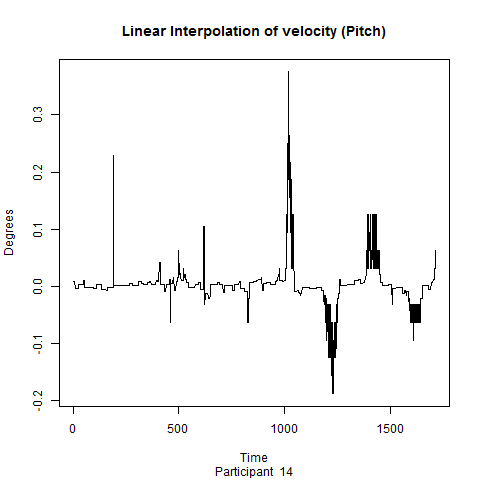 Linear Interpolation of velocity (Pitch)
Degrees
0.3
0.2
0.1
0.0
-0.1
-0.2
0 500 1000 1500
Time
Participant 14